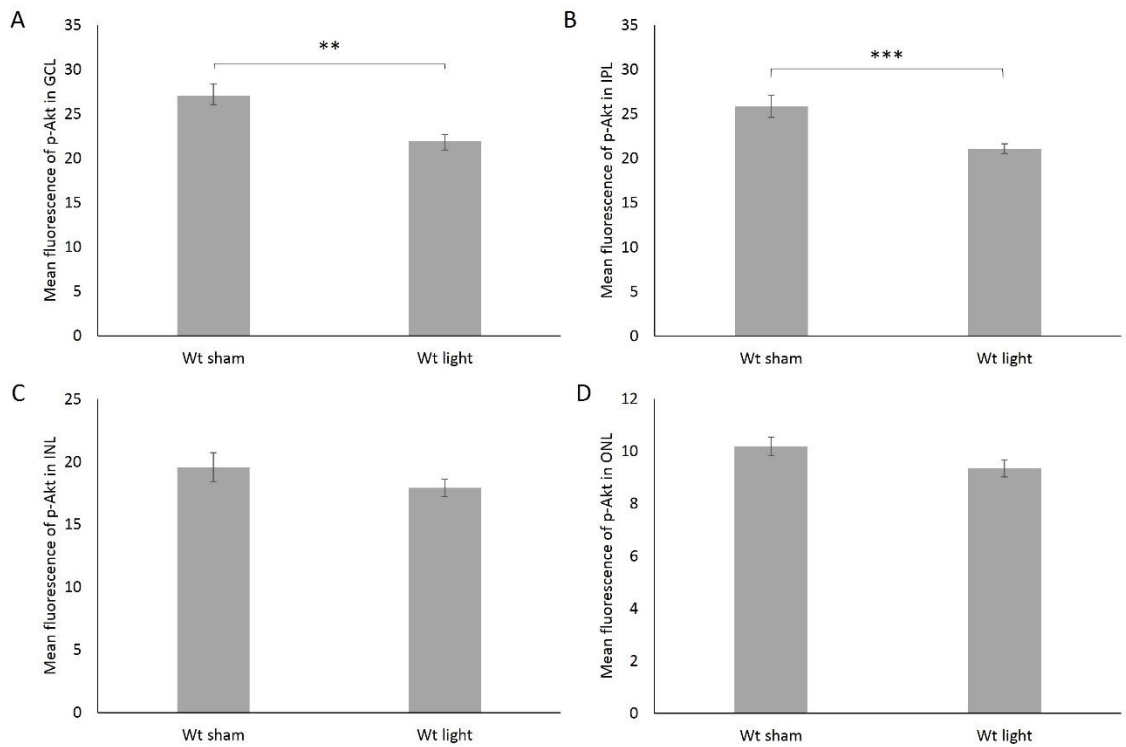 A
Mean fluorescence of p-Akt in GCL
35
30
25
20
15
10
5
0
**
Wt sham
Wt light
B
Mean fluorescence of p-Akt in IPL
35
30
25
20
15
10
5
0
***
Wt sham
Wt light
C
Mean fluorescence of p-Akt in INL
25
20
15
10
5
0
Wt sham
Wt light
D
Mean fluorescence of p-Akt in ONL
12
10
8
6
4
2
0
Wt sham
Wt light